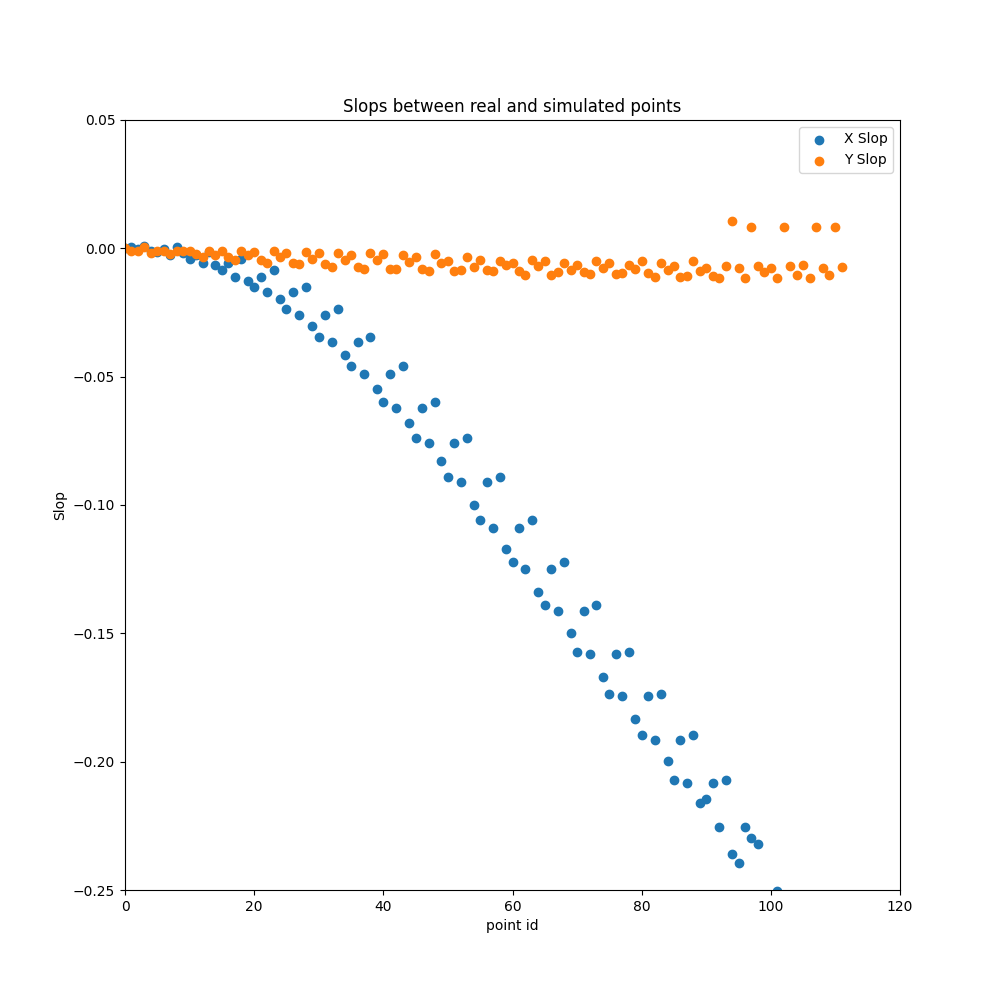 Slops between real and simulated points
X Slop
Y Slop
0.05
0.00
−0.05
−0.10
−0.15
−0.20
−0.25
Slop
0 20 40 60 80 100 120
point id